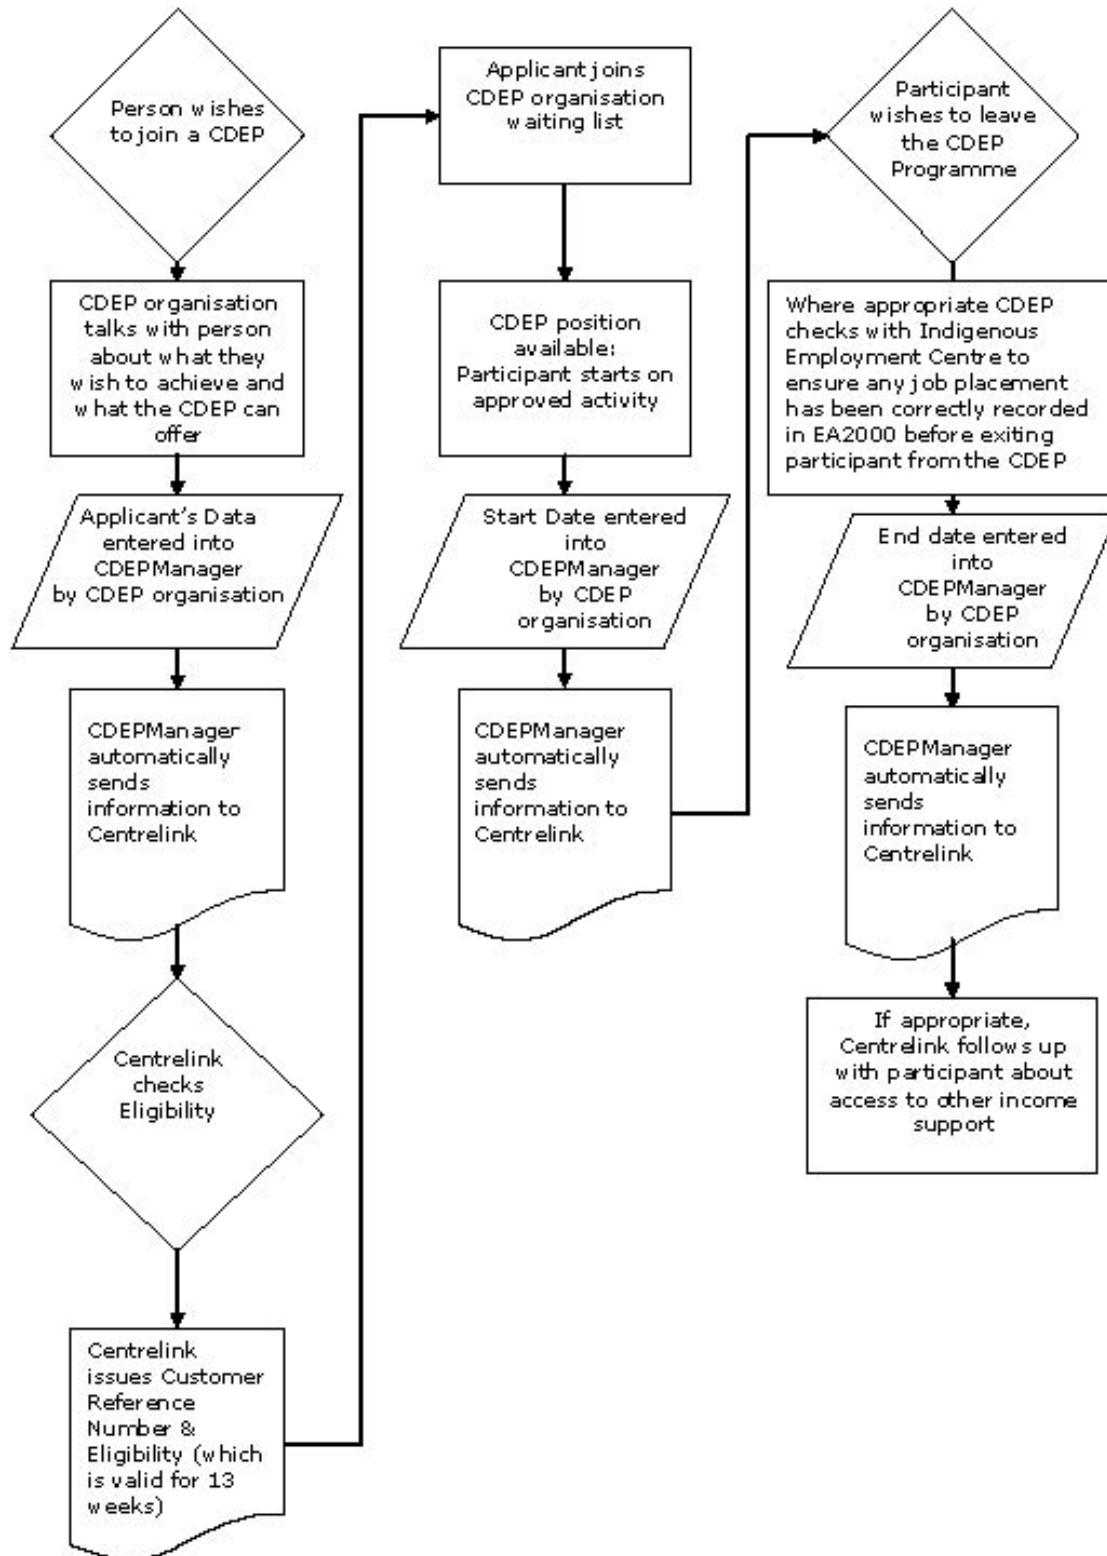 Person wishes
to join a CDEP
CDEP organisation
talks with person
about what they
wish to achieve and
what the CDEP can
offer
Applicant's Data
entered into
CDEPManager
by CDEP organisation
CDEPManager
automatically
sends
information to
Centrelink
Centrelink
checks
Eligibility
Centrelink
issues Customer
Reference
Number &
Eligibility (which
is valid for 13
weeks)
Applicant joins
CDEP organisation
waiting list
CDEP position
available:
Participant starts on
approved activity
Start Date entered
into
CDEPManager
by CDEP
organisation
CDEPManager
automatically
sends
information to
Centrelink
Participant
wishes to leave
the CDEP
Programme
Where appropriate CDEP
checks with Indigenous
Employment Centre to
ensure any job placement
has been correctly recorded
in EA2000 before exiting
participant from the CDEP
End date entered
into
CDEPManager
by CDEP
organisation
CDEPManager
automatically
sends
information to
Centrelink
If appropriate,
Centrelink follows up
with participant about
access to other income
support